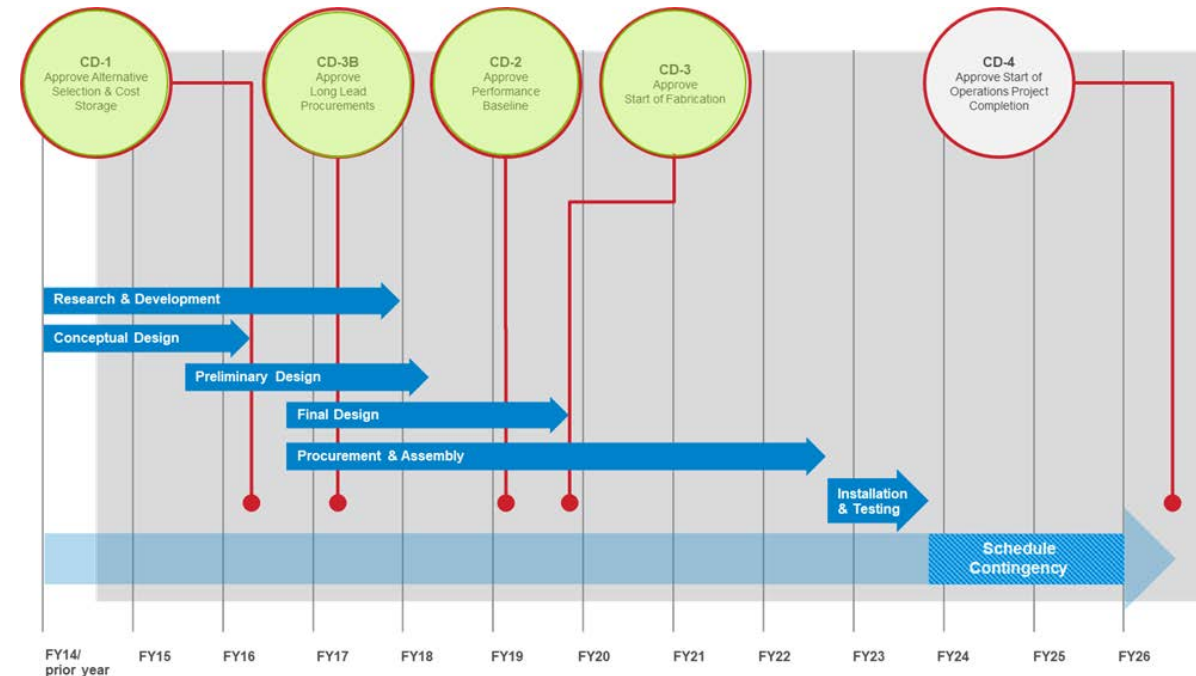 CD-1
Approve Alternative
Selection & Cost
Storage
CD-3B
Approve
Long Lead
Procurements
CD-2
Approve
Performance
Baseline
CD-3
Approve
Start of Fabrication
CD-4
Approve Start of
Operations Project
Completion
Research & Development
Conceptual Design
Preliminary Design
Final Design
Procurement & Assembly
Installation
& Testing
Schedule
Contingency
FY14/
prior year
FY15
FY16
FY17
FY18
FY19
FY20
FY21
FY22
FY23
FY24
FY25
FY26